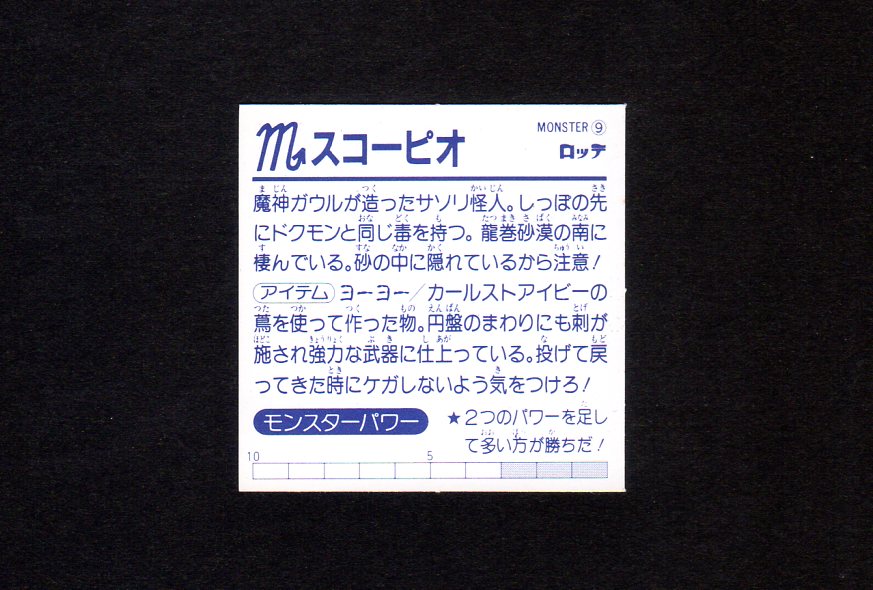 ♏スコーピオ
MONSTER⑨
ロッテ
魔神ガウルが造ったサソリ怪人。しっぽの先
にドクモンと同じ毒を持つ。龍巻砂漠の南に
棲んでいる。砂の中に隠れているから注意！
アイテム ヨーヨー／カールストアイビーの
蔦を使って作った物。円盤のまわりにも刺が
施され強力な武器に仕上っている。投げて戻
ってきた時にケガしないよう気をつけろ！
モンスターパワー
★2つのパワーを足し
て多い方が勝ちだ！
10 5